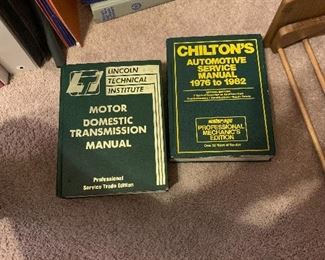 LINCOLN
TECHNICAL
INSTITUTE
MOTOR
DOMESTIC
TRANSMISSION
MANUAL
Professional
Service Trade Edition
CHILTON'S
AUTOMOTIVE
SERVICE
MANUAL
1976 to 1982
PROFESSIONAL
MECHANIC'S
EDITION